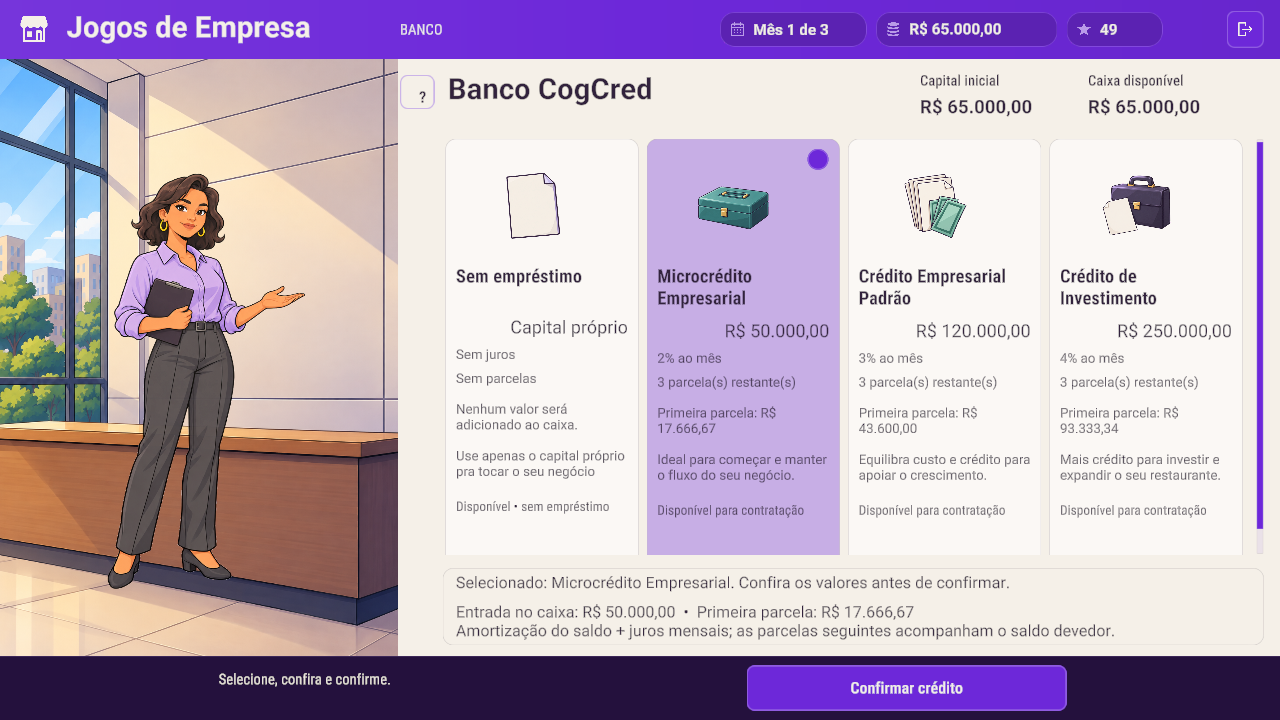 Jogos de Empresa
BANCO
Mês 1 de 3
R$ 65.000,00
49
?
Banco CogCred
Capital inicial
R$ 65.000,00
Caixa disponível
R$ 65.000,00
Sem empréstimo
Capital próprio
Sem juros
Sem parcelas
Nenhum valor será
adicionado ao caixa.
Use apenas o capital próprio
pra tocar o seu negócio
Disponível • sem empréstimo
Microcrédito
Empresarial
R$ 50.000,00
2% ao mês
3 parcela(s) restante(s)
Primeira parcela: R$
17.666,67
Ideal para começar e manter
o fluxo do seu negócio.
Disponível para contratação
Crédito Empresarial
Padrão
R$ 120.000,00
3% ao mês
3 parcela(s) restante(s)
Primeira parcela: R$
43.600,00
Equilibra custo e crédito para
apoiar o crescimento.
Disponível para contratação
Crédito de
Investimento
R$ 250.000,00
4% ao mês
3 parcela(s) restante(s)
Primeira parcela: R$
93.333,34
Mais crédito para investir e
expandir o seu restaurante.
Disponível para contratação
Selecionado: Microcrédito Empresarial. Confira os valores antes de confirmar.
Entrada no caixa: R$ 50.000,00 • Primeira parcela: R$ 17.666,67
Amortização do saldo + juros mensais; as parcelas seguintes acompanham o saldo devedor.
Selecione, confira e confirme.
Confirmar crédito